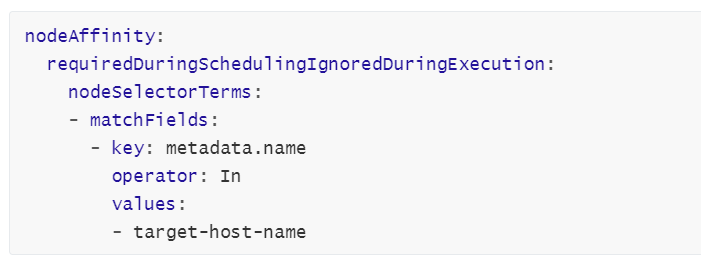 nodeAffinity:
  requiredDuringSchedulingIgnoredDuringExecution:
    nodeSelectorTerms:
    - matchFields:
      - key: metadata.name
        operator: In
        values:
        - target-host-name